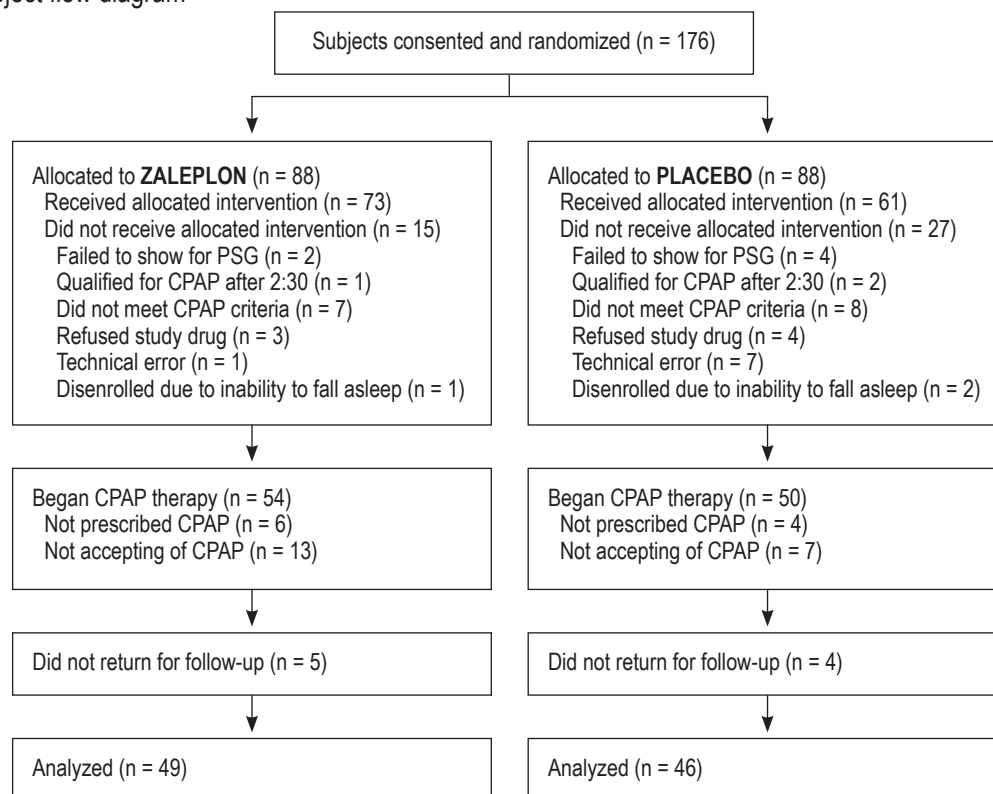 ject flow diagram
Subjects consented and randomized (n = 176)
Allocated to ZALEPLON (n = 88)
Received allocated intervention (n = 73)
Did not receive allocated intervention (n = 15)
Failed to show for PSG (n = 2)
Qualified for CPAP after 2:30 (n = 1)
Did not meet CPAP criteria (n = 7)
Refused study drug (n = 3)
Technical error (n = 1)
Disenrolled due to inability to fall asleep (n = 1)
Allocated to PLACEBO (n = 88)
Received allocated intervention (n = 61)
Did not receive allocated intervention (n = 27)
Failed to show for PSG (n = 4)
Qualified for CPAP after 2:30 (n = 2)
Did not meet CPAP criteria (n = 8)
Refused study drug (n = 4)
Technical error (n = 7)
Disenrolled due to inability to fall asleep (n = 2)
Began CPAP therapy (n = 54)
Not prescribed CPAP (n = 6)
Not accepting of CPAP (n = 13)
Began CPAP therapy (n = 50)
Not prescribed CPAP (n = 4)
Not accepting of CPAP (n = 7)
Did not return for follow-up (n = 5)
Did not return for follow-up (n = 4)
Analyzed (n = 49)
Analyzed (n = 46)